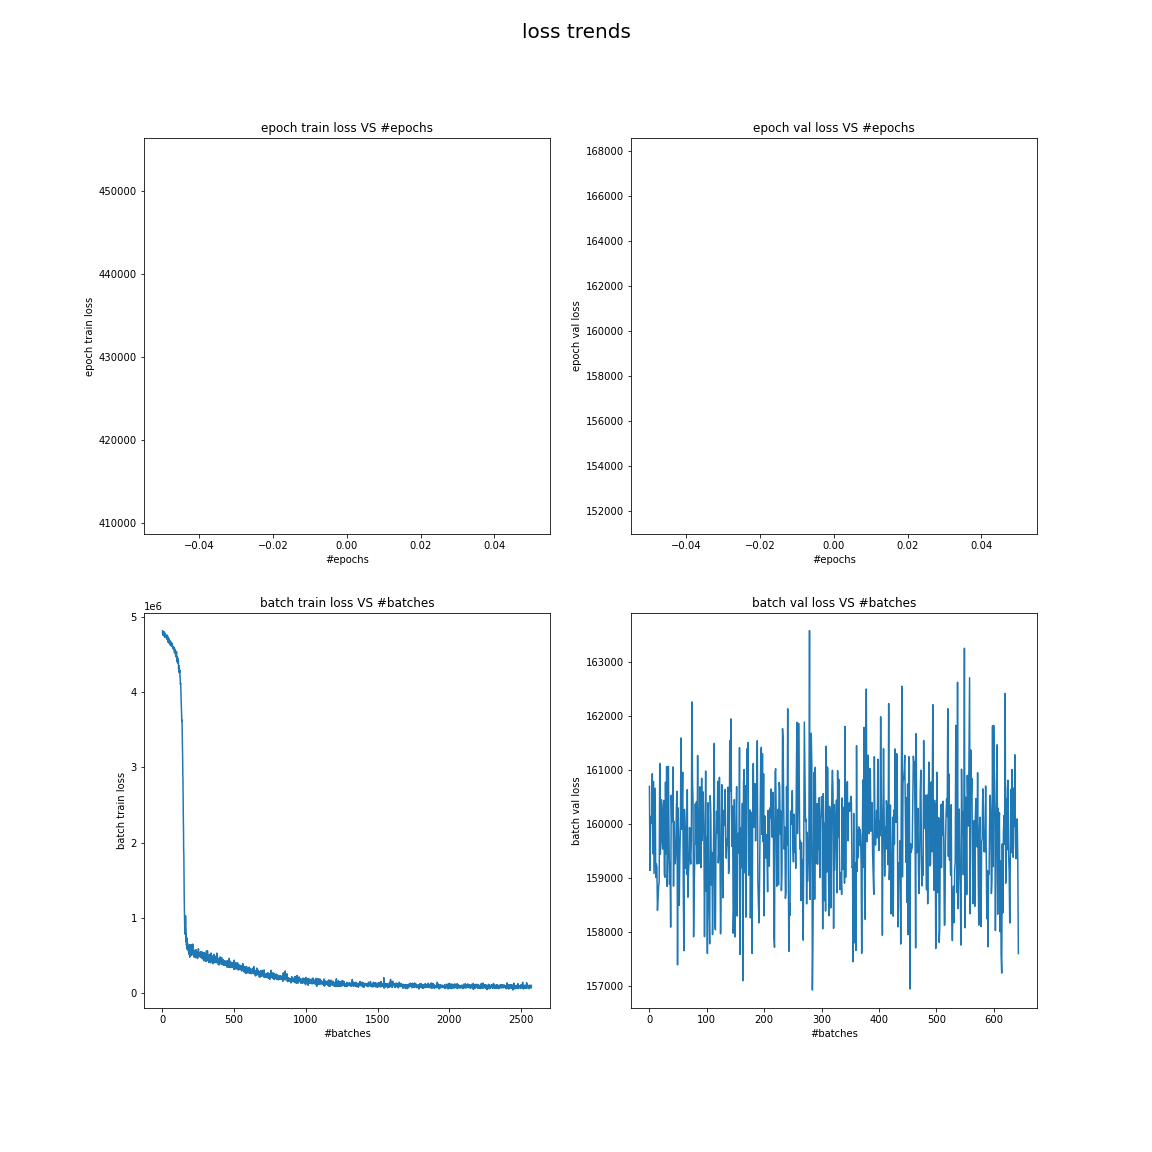 loss trends
epoch train loss VS #epochs
450000
440000
430000
420000
410000
epoch train loss
−0.04 −0.02 0.00 0.02 0.04
#epochs
epoch val loss VS #epochs
168000
166000
164000
162000
160000
158000
156000
154000
152000
epoch val loss
−0.04 −0.02 0.00 0.02 0.04
#epochs
batch train loss VS #batches
1e6
5
4
3
2
1
0
batch train loss
0 500 1000 1500 2000 2500
#batches
batch val loss VS #batches
163000
162000
161000
160000
159000
158000
157000
batch val loss
0 100 200 300 400 500 600
#batches